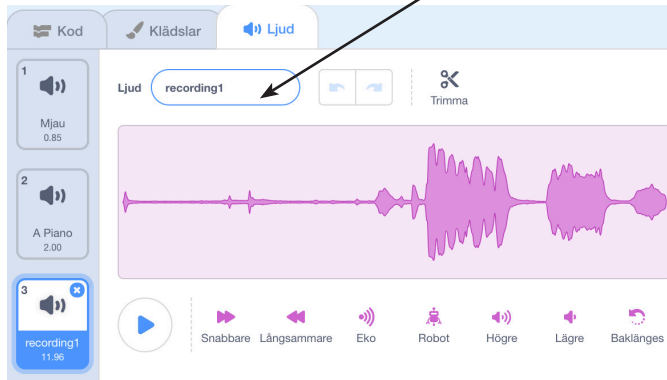 Kod
Klädslar
Ljud
1
Mjau
0.85
2
A Piano
2.00
3
recording1
11.96
Ljud
recording1
Trimma
Snabbare
Långsammare
Eko
Robot
Högre
Lägre
Baklänges